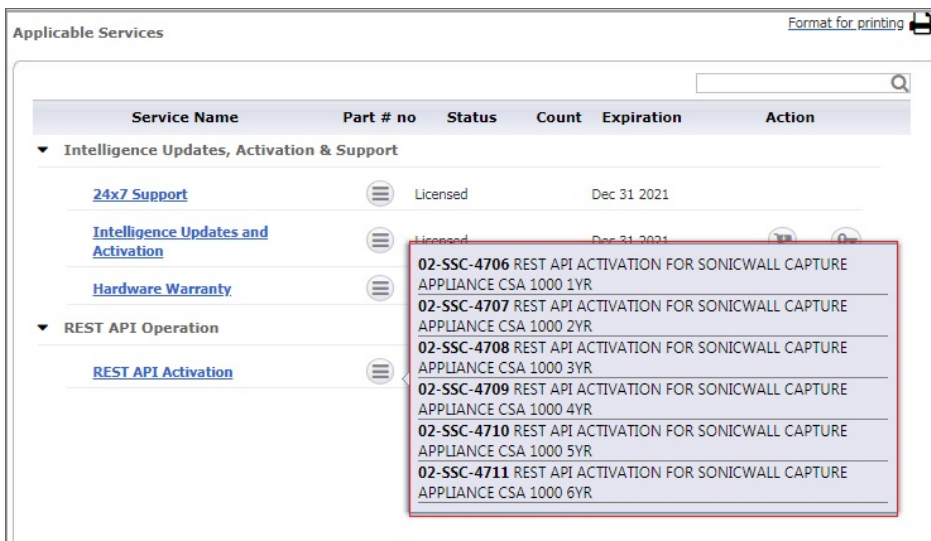 Applicable Services
Format for printing
Service Name Part # no Status Count Expiration Action
Intelligence Updates, Activation & Support
24x7 Support Licensed Dec 31 2021
Intelligence Updates and
Activation
Licensed Dec 31 2021
Hardware Warranty
REST API Operation
REST API Activation
02-SSC-4706 REST API ACTIVATION FOR SONICWALL CAPTURE
APPLIANCE CSA 1000 1YR
02-SSC-4707 REST API ACTIVATION FOR SONICWALL CAPTURE
APPLIANCE CSA 1000 2YR
02-SSC-4708 REST API ACTIVATION FOR SONICWALL CAPTURE
APPLIANCE CSA 1000 3YR
02-SSC-4709 REST API ACTIVATION FOR SONICWALL CAPTURE
APPLIANCE CSA 1000 4YR
02-SSC-4710 REST API ACTIVATION FOR SONICWALL CAPTURE
APPLIANCE CSA 1000 5YR
02-SSC-4711 REST API ACTIVATION FOR SONICWALL CAPTURE
APPLIANCE CSA 1000 6YR